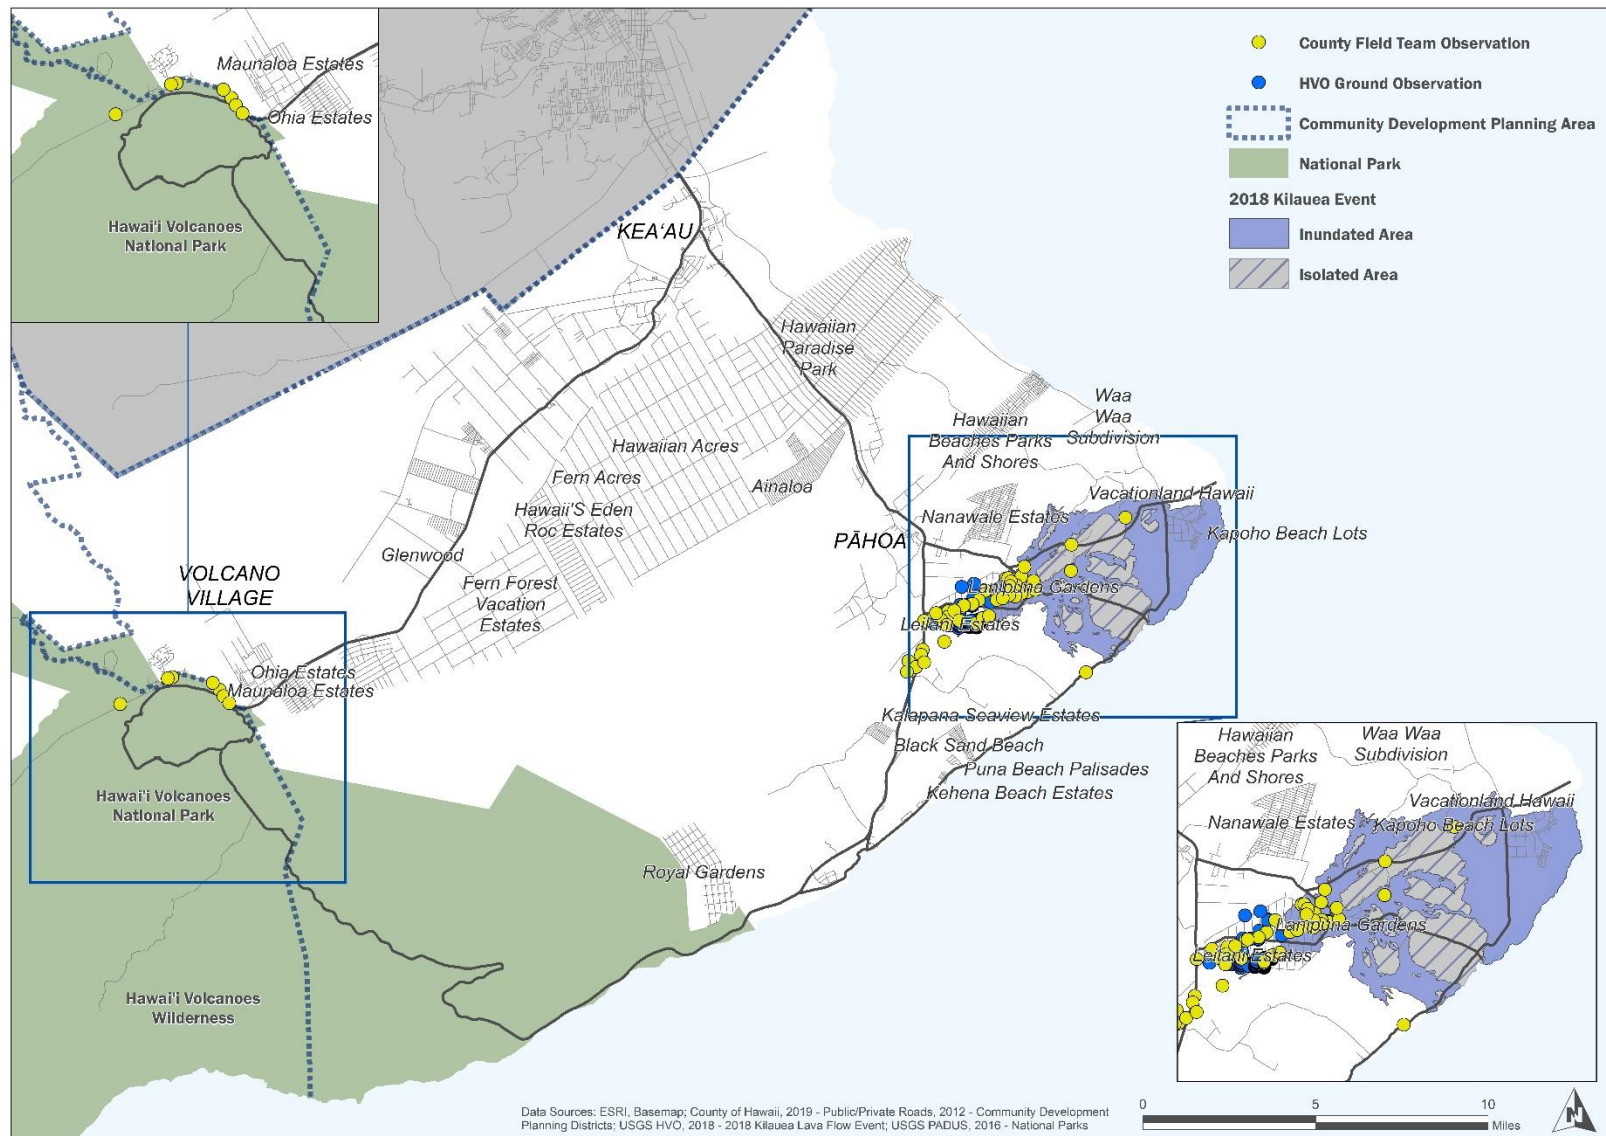 Maunaloa Estates
Ohia Estates
Hawai'i Volcanoes
National Park
County Field Team Observation
HVO Ground Observation
Community Development Planning Area
National Park
2018 Kilauea Event
Inundated Area
Isolated Area
KEA'AU
Hawaiian
Paradise
Park
Waa
Waa
Subdivision
Hawaiian
Beaches Parks
And Shores
Hawaiian Acres
Fern Acres
Ainaloa
Hawaii'S Eden
Roc Estates
Vacationland Hawaii
Nanawale Estates
Kapoho Beach Lots
PĀHOA
Glenwood
VOLCANO
VILLAGE
Fern Forest
Vacation
Estates
Lanipuna Gardens
Leilani Estates
Ohia Estates
Maunaloa Estates
Kalapana Seaview Estates
Black Sand Beach
Puna Beach Palisades
Kehena Beach Estates
Hawai'i Volcanoes
National Park
Royal Gardens
Hawai'i Volcanoes
Wilderness
Hawaiian
Beaches Parks
And Shores
Waa Waa
Subdivision
Vacationland Hawaii
Nanawale Estates
Kapoho Beach Lots
Lanipuna Gardens
Leilani Estates
Data Sources: ESRI, Basemap; County of Hawaii, 2019 - Public/Private Roads, 2012 - Community Development
Planning Districts; USGS HVO, 2018 - 2018 Kilauea Lava Flow Event; USGS PADUS, 2016 - National Parks
0 5 10
Miles
N